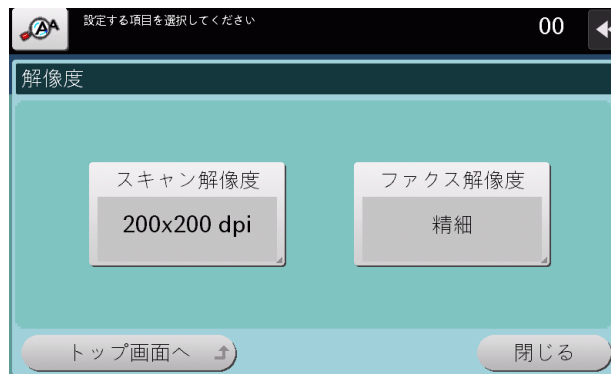 設定する項目を選択してください
00
解像度
スキャン解像度
200x200 dpi
ファクス解像度
精細
トップ画面へ
閉じる